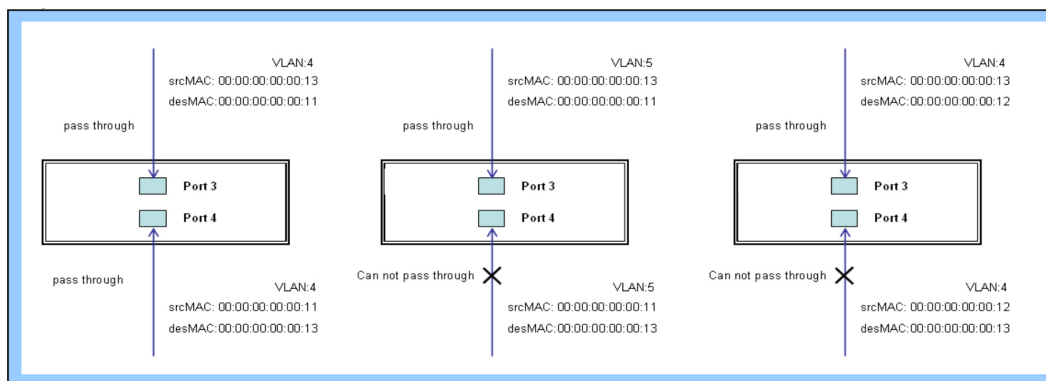 VLAN:4
srcMAC: 00:00:00:00:00:13
desMAC:00:00:00:00:00:11
pass through
Port 3
Port 4
pass through
VLAN:4
srcMAC: 00:00:00:00:00:11
desMAC:00:00:00:00:00:13
VLAN:5
srcMAC: 00:00:00:00:00:13
desMAC:00:00:00:00:00:11
pass through
Port 3
Port 4
Can not pass through
VLAN:5
srcMAC: 00:00:00:00:00:11
desMAC:00:00:00:00:00:13
VLAN:4
srcMAC: 00:00:00:00:00:13
desMAC:00:00:00:00:00:12
pass through
Port 3
Port 4
Can not pass through
VLAN:4
srcMAC: 00:00:00:00:00:12
desMAC:00:00:00:00:00:13